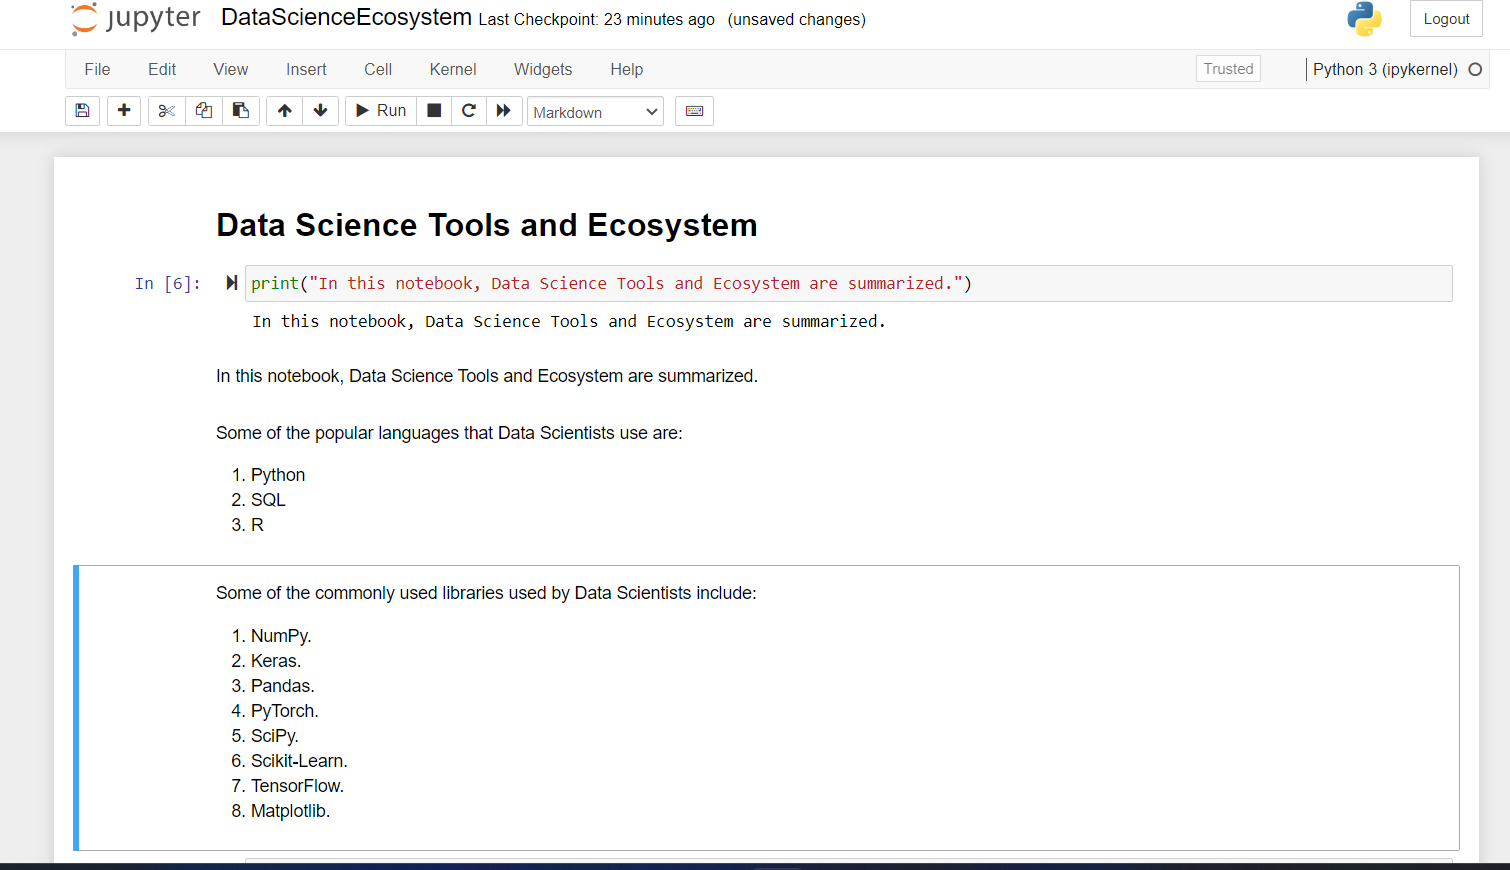 jupyter DataScienceEcosystem Last Checkpoint: 23 minutes ago (unsaved changes) Logout
File Edit View Insert Cell Kernel Widgets Help Trusted Python 3 (ipykernel)
Run Markdown
Data Science Tools and Ecosystem
In [6]: print("In this notebook, Data Science Tools and Ecosystem are summarized.")
In this notebook, Data Science Tools and Ecosystem are summarized.
In this notebook, Data Science Tools and Ecosystem are summarized.
Some of the popular languages that Data Scientists use are:
1. Python
2. SQL
3. R
Some of the commonly used libraries used by Data Scientists include:
1. NumPy.
2. Keras.
3. Pandas.
4. PyTorch.
5. SciPy.
6. Scikit-Learn.
7. TensorFlow.
8. Matplotlib.